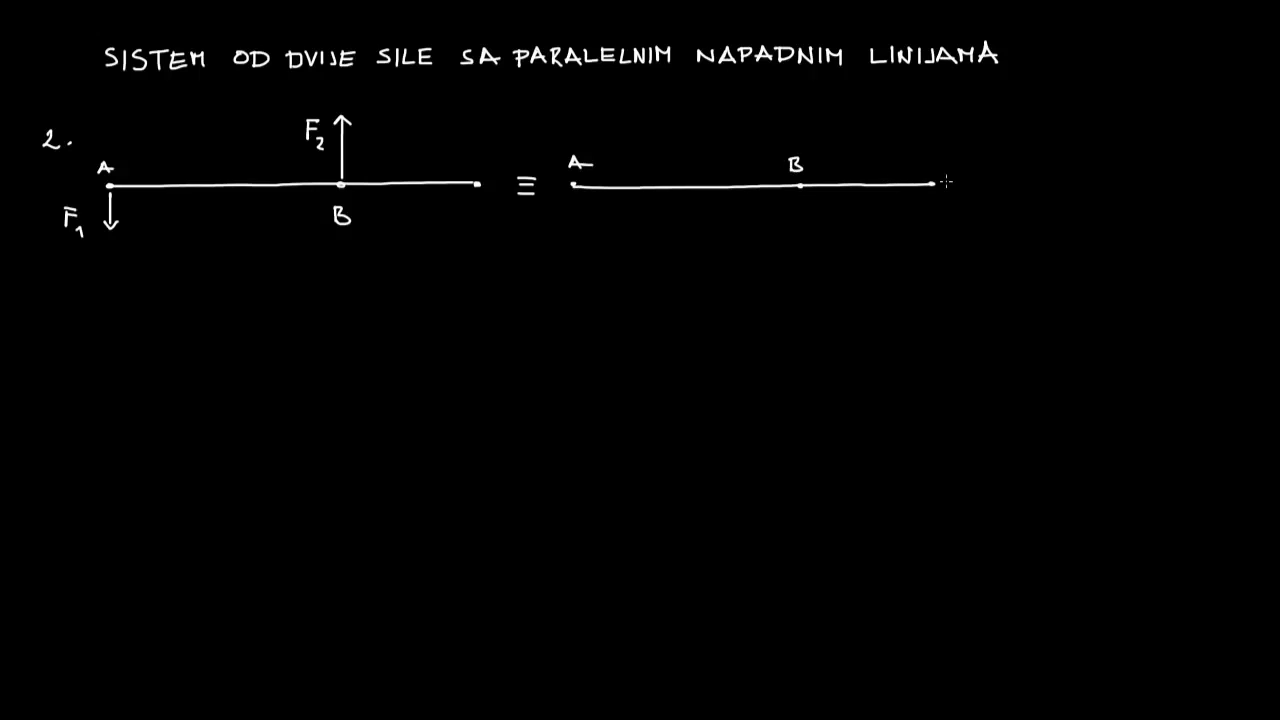 SISTEM OD DVIJE SILE SA PARALELNIM NAPADNIM LINIJAMA
2.
F₂
A
F₁
B
≡
A
B